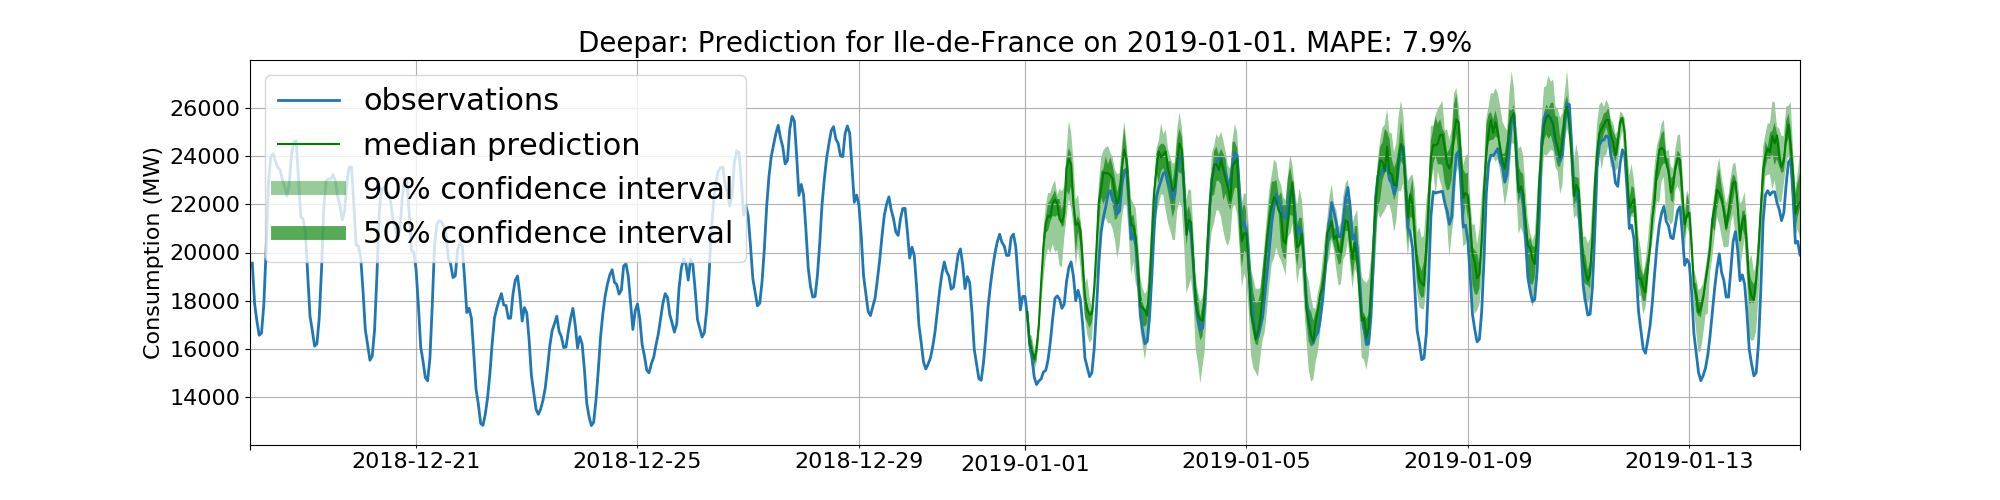 Deepar: Prediction for Ile-de-France on 2019-01-01. MAPE: 7.9%
observations
median prediction
90% confidence interval
50% confidence interval
Consumption (MW)
26000
24000
22000
20000
18000
16000
14000
2018-12-21
2018-12-25
2018-12-29
2019-01-01
2019-01-05
2019-01-09
2019-01-13